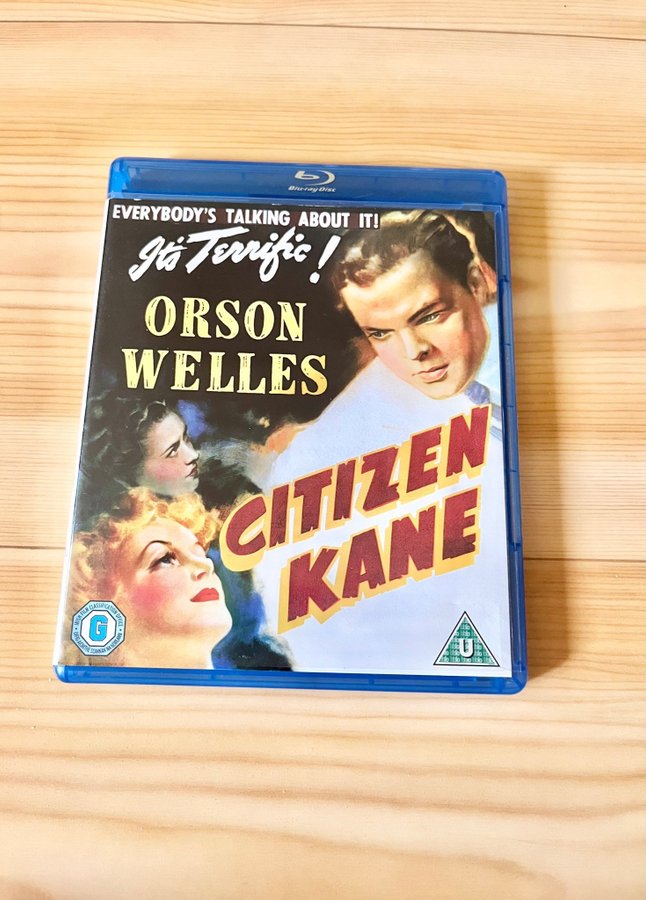 Blu-ray Disc
EVERYBODY'S TALKING ABOUT IT!
It's Terrific!
ORSON
WELLES
CITIZEN
KANE
G
U